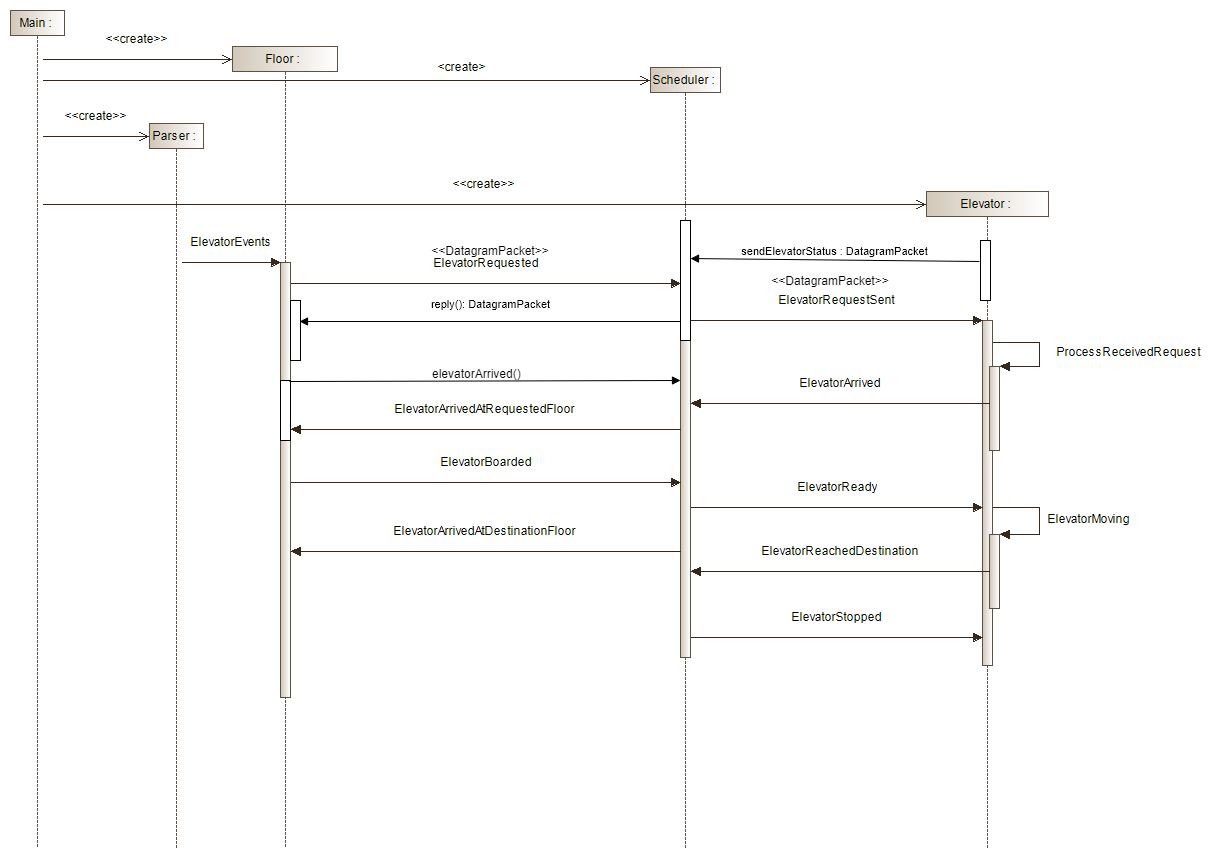 Main :
<<create>>
Floor :
<create>
Scheduler :
<<create>>
Parser :
<<create>>
Elevator :
ElevatorEvents
<<DatagramPacket>>
ElevatorRequested
sendElevatorStatus : DatagramPacket
<<DatagramPacket>>
ElevatorRequestSent
reply(): DatagramPacket
ProcessReceivedRequest
elevatorArrived()
ElevatorArrived
ElevatorArrivedAtRequestedFloor
ElevatorBoarded
ElevatorReady
ElevatorMoving
ElevatorArrivedAtDestinationFloor
ElevatorReachedDestination
ElevatorStopped